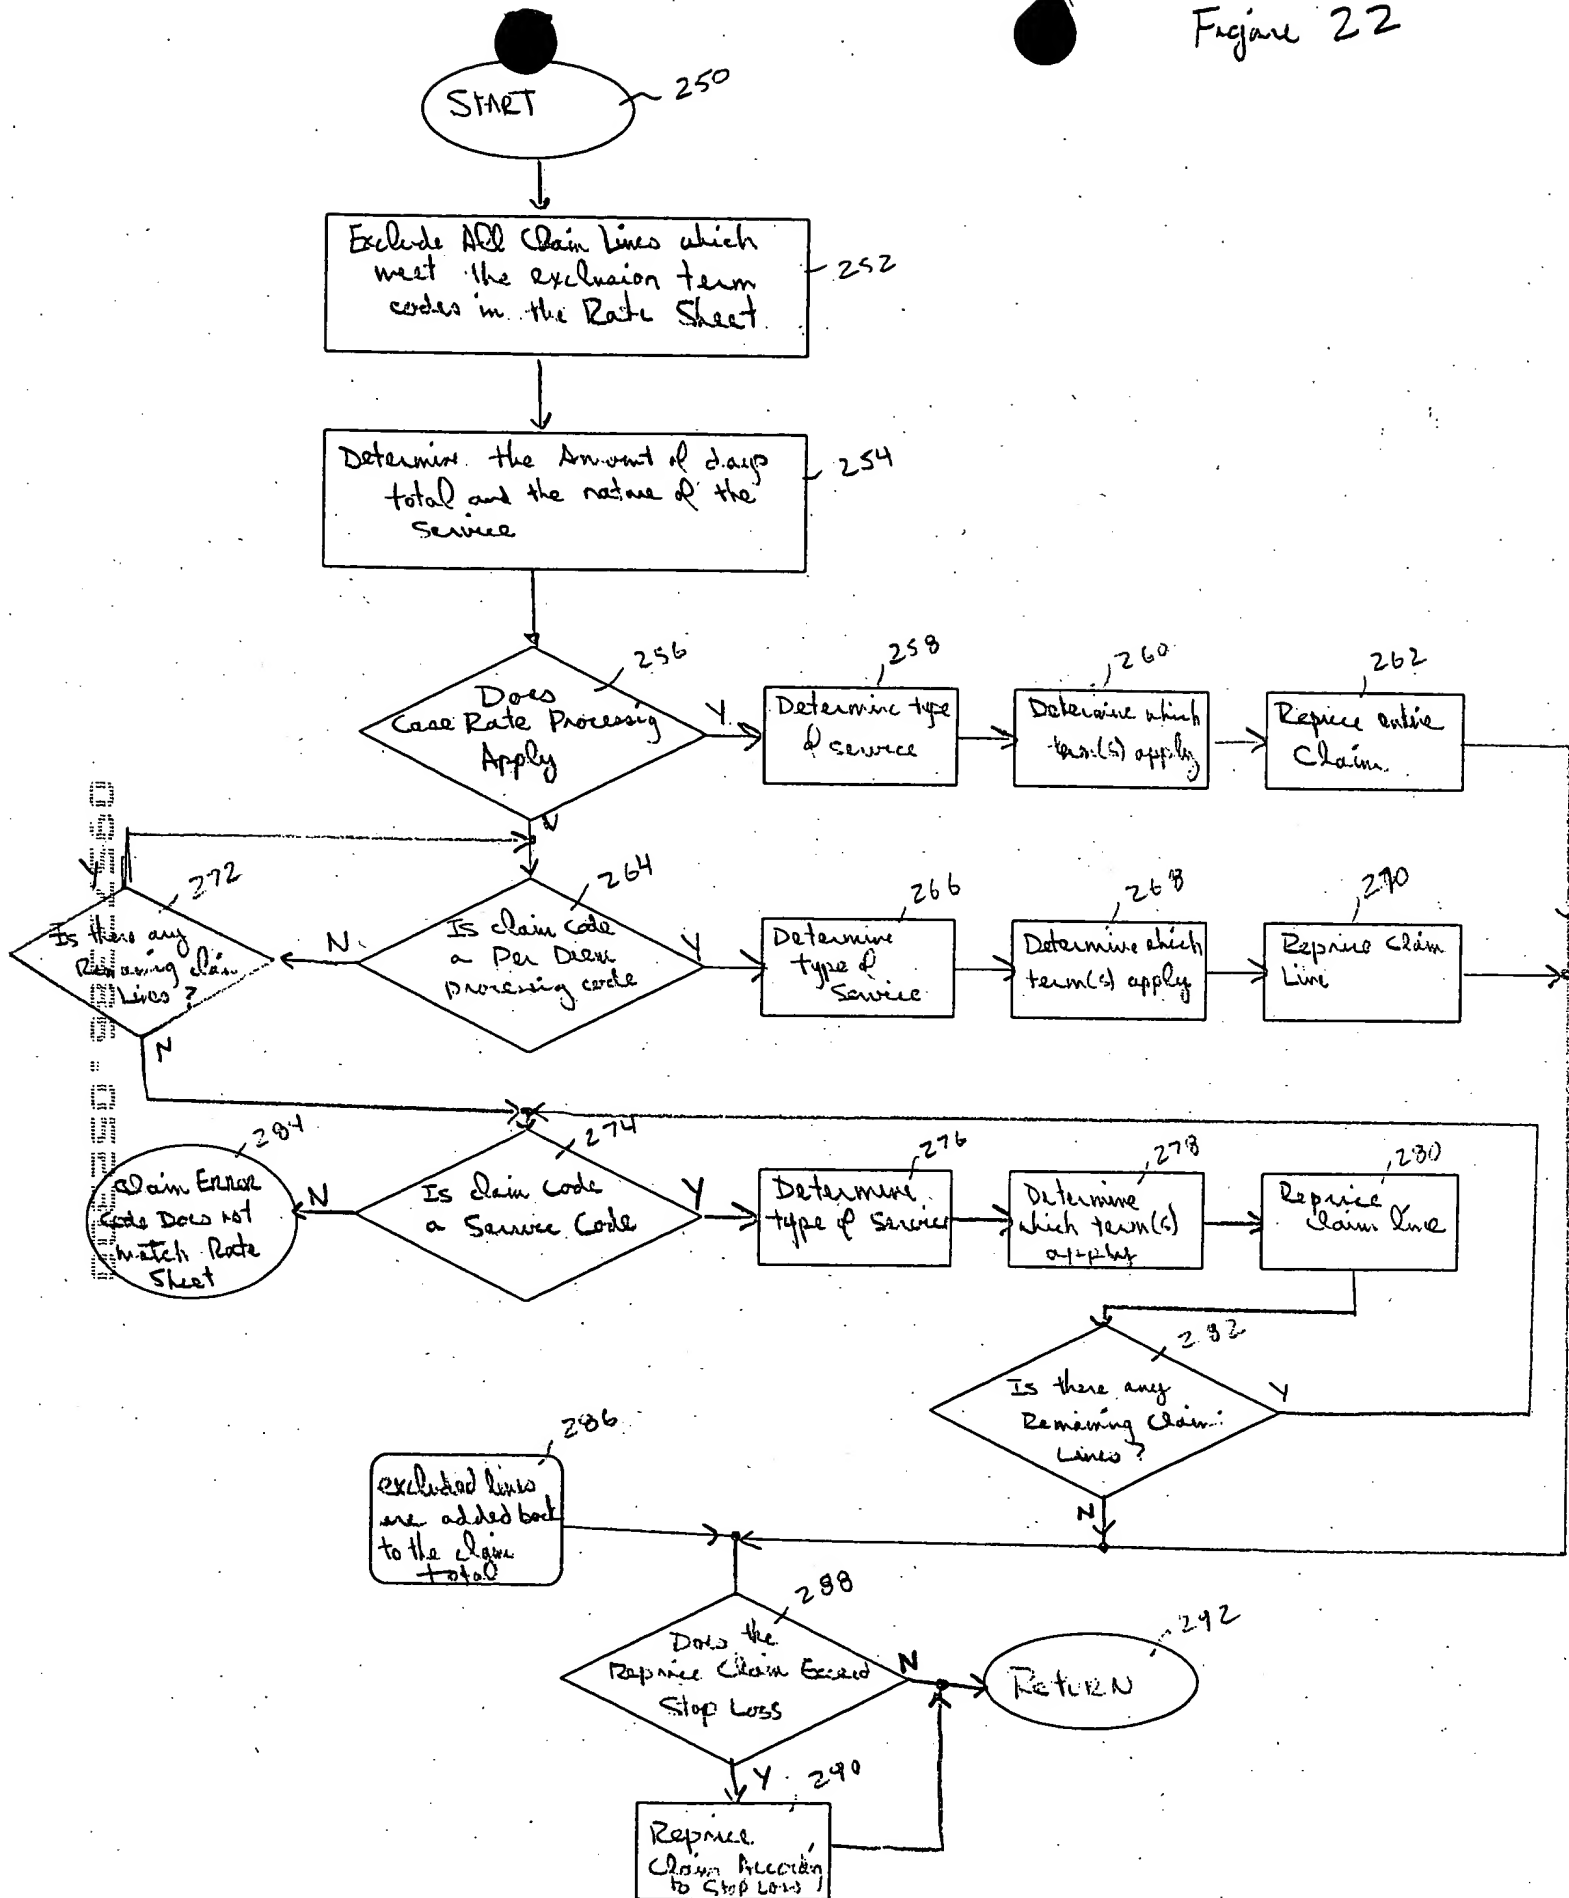 Figure 22
START
250
Exclude All Claim Lines which
meet the exclusion term
codes in the Rate Sheet
252
Determine the Amount of days
total and the nature of the
Service
254
Does
Case Rate Processing
Apply
256
Y
N
Determine type
of service
258
Determine which
term(s) apply
260
Reprice entire
Claim
262
Is there any
Remaining claim
Lines?
272
Y
N
Is claim code
a Per Diem
processing code
264
N
Y
Determine
type of
Service
266
Determine which
term(s) apply
268
Reprice Claim
Line
270
Claim ERROR
Code Does not
match Rate
Sheet
284
N
Is claim code
a Service Code
274
Y
Determine
type of Service
276
Determine
which term(s)
apply
278
Reprice
claim line
280
Is there any
Remaining Claim
Lines?
282
Y
N
excluded lines
are added back
to the claim
total
286
Does the
Reprice Claim Exceed
Stop Loss
288
N
Y
RETURN
292
Reprice
Claim According
to Stop Loss
290